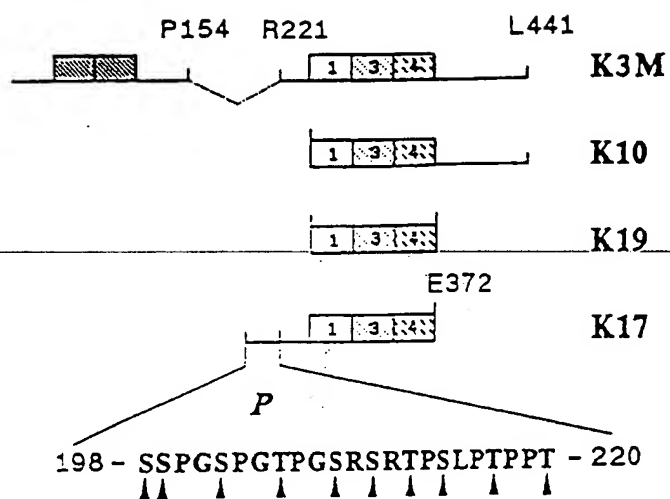 P154 R221 L441
1 3 4 K3M
1 3 4 K10
1 3 4 K19
E372
1 3 4 K17
P
198 - SSPGSPGTPGSRSRTPSLPTPPT - 220